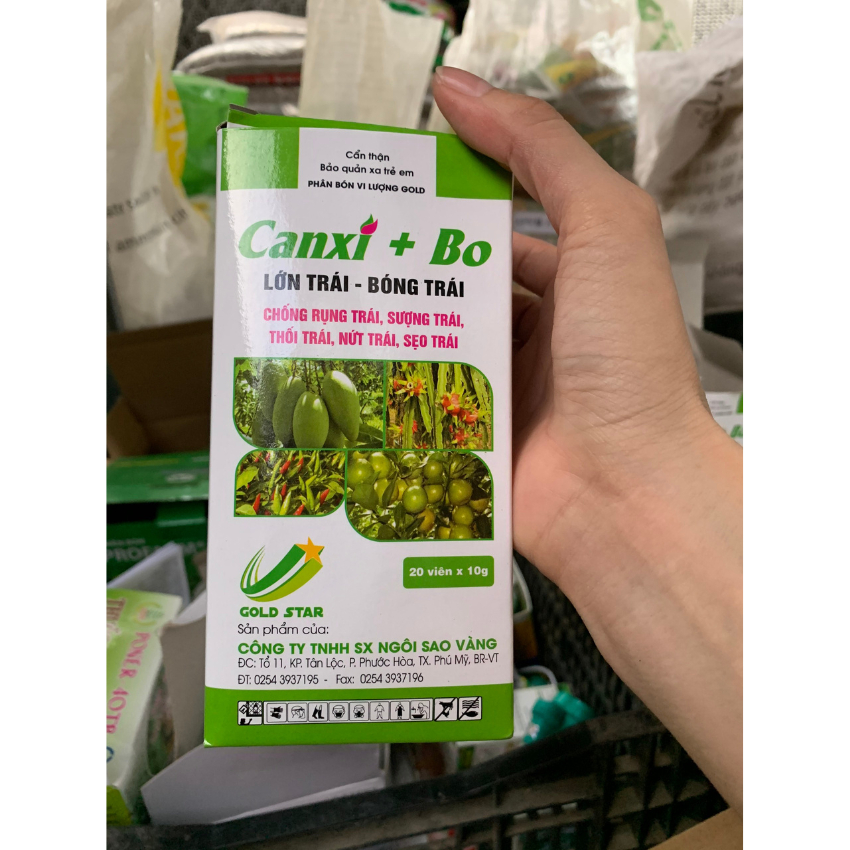 Cẩn thận
Bảo quản xa trẻ em
PHÂN BÓN VI LƯỢNG GOLD
Canxi + Bo
LỚN TRÁI - BÓNG TRÁI
CHỐNG RỤNG TRÁI, SƯỢNG TRÁI,
THỐI TRÁI, NỨT TRÁI, SẸO TRÁI
20 viên x 10g
GOLD STAR
Sản phẩm của:
CÔNG TY TNHH SX NGÔI SAO VÀNG
ĐC: Tổ 11, KP. Tân Lộc, P. Phước Hòa, TX. Phú Mỹ, BR-VT
ĐT: 0254 3937195 - Fax: 0254 3937196